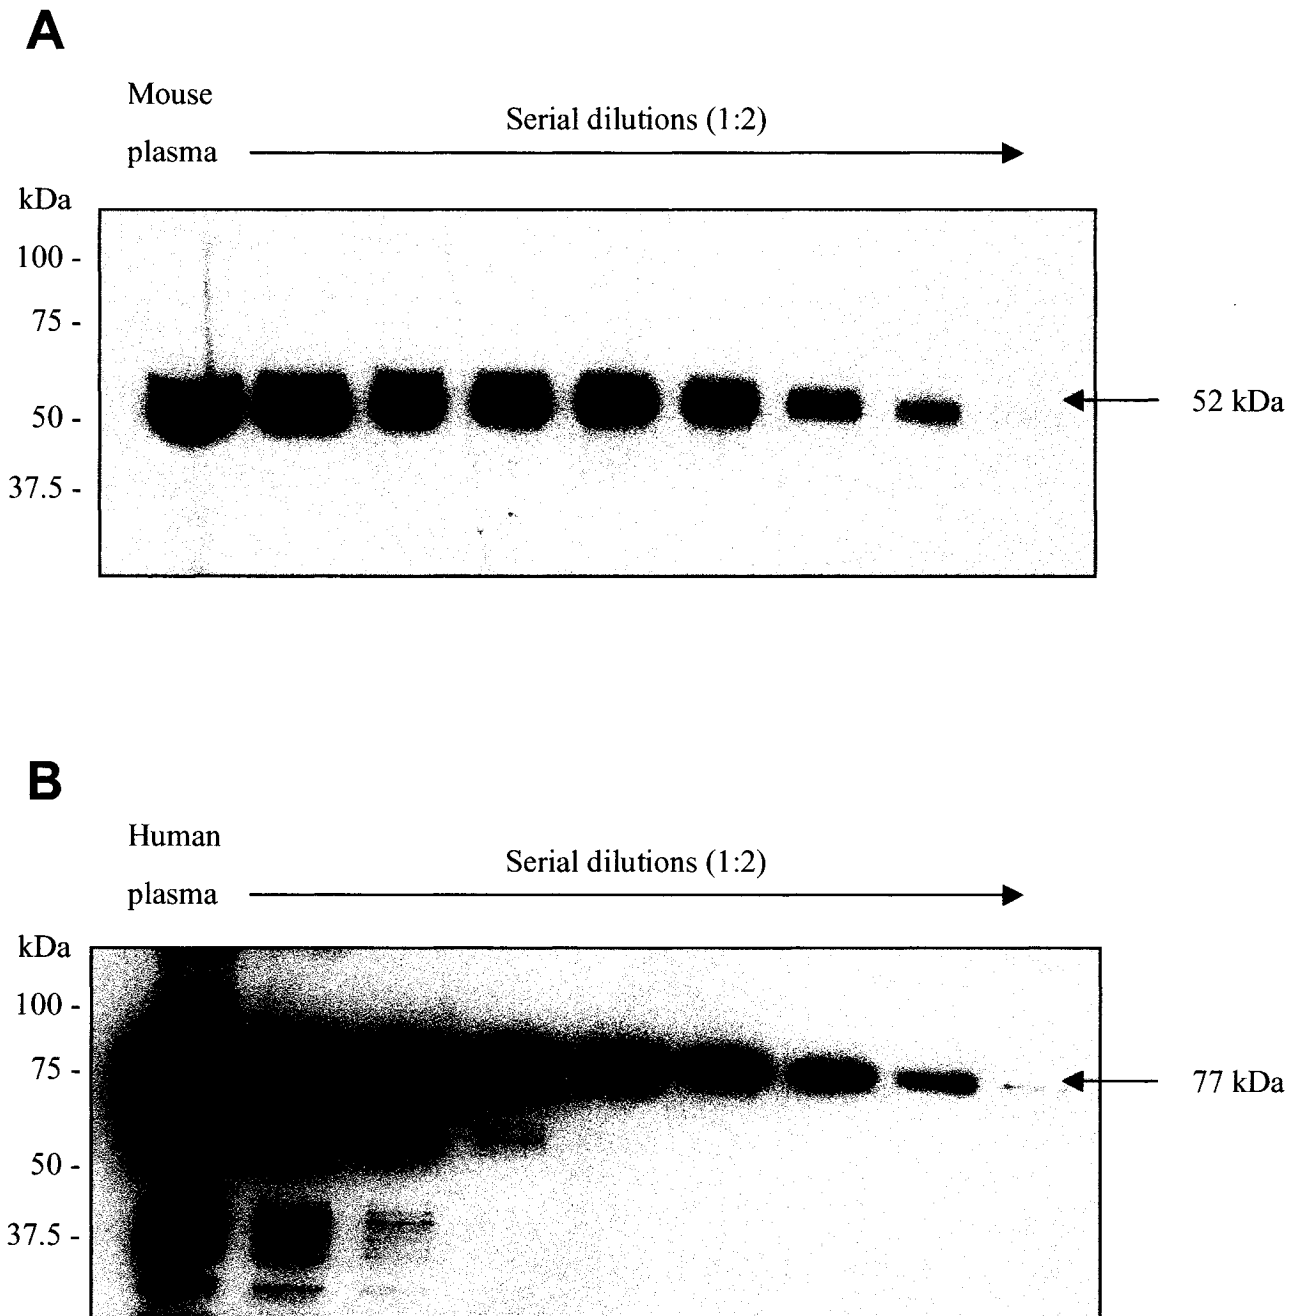 A
Mouse
plasma
Serial dilutions (1:2)
kDa
100 -
75 -
50 -
37.5 -
52 kDa
B
Human
plasma
Serial dilutions (1:2)
kDa
100 -
75 -
50 -
37.5 -
77 kDa